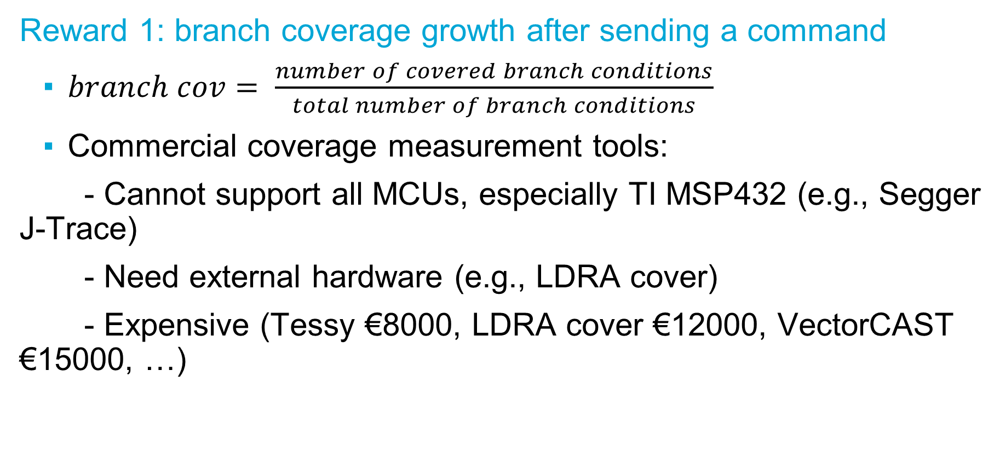 Reward 1: branch coverage growth after sending a command
▪ branch cov = number of covered branch conditions
total number of branch conditions
▪ Commercial coverage measurement tools:
- Cannot support all MCUs, especially TI MSP432 (e.g., Segger
J-Trace)
- Need external hardware (e.g., LDRA cover)
- Expensive (Tessy €8000, LDRA cover €12000, VectorCAST
€15000, …)